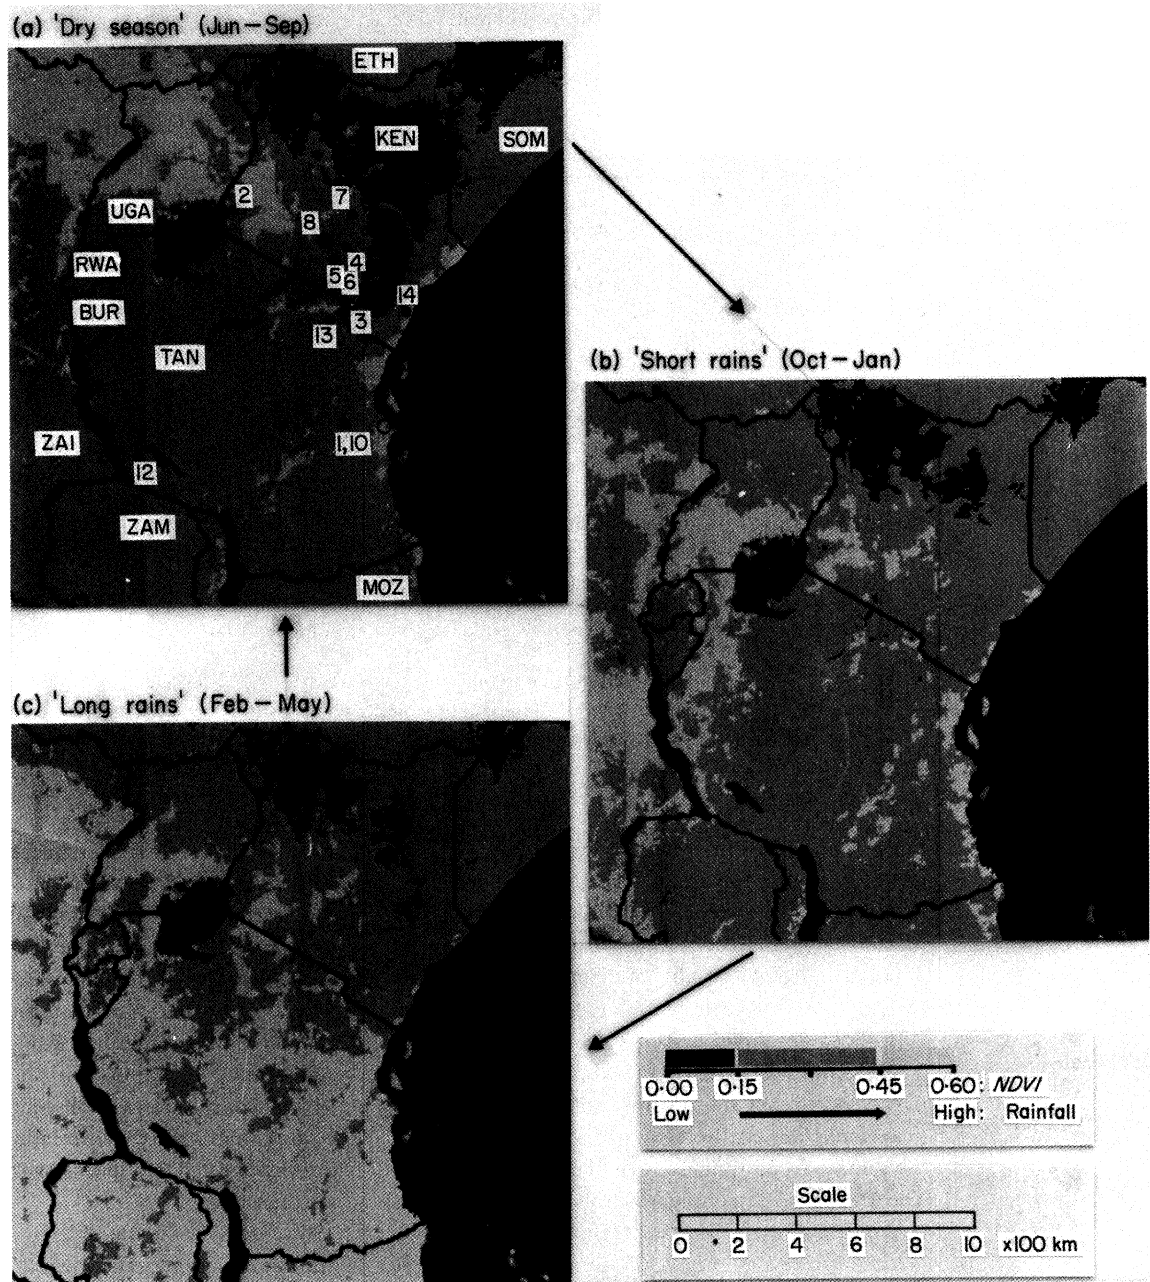 (a) 'Dry season' (Jun – Sep)
ETH
KEN
SOM
2
7
UGA
8
RWA
4
5
6
14
BUR
3
13
TAN
ZAI
1,10
12
ZAM
MOZ
(b) 'Short rains' (Oct – Jan)
(c) 'Long rains' (Feb – May)
0·00 0·15 0·45 0·60: NDVI
Low High: Rainfall
Scale
0 2 4 6 8 10 x100 km